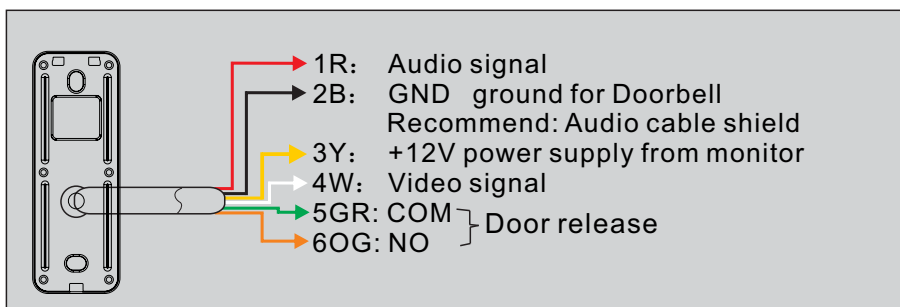 1R： Audio signal
2B： GND ground for Doorbell
Recommend: Audio cable shield
3Y： +12V power supply from monitor
4W： Video signal
5GR: COM
6OG: NO
Door release